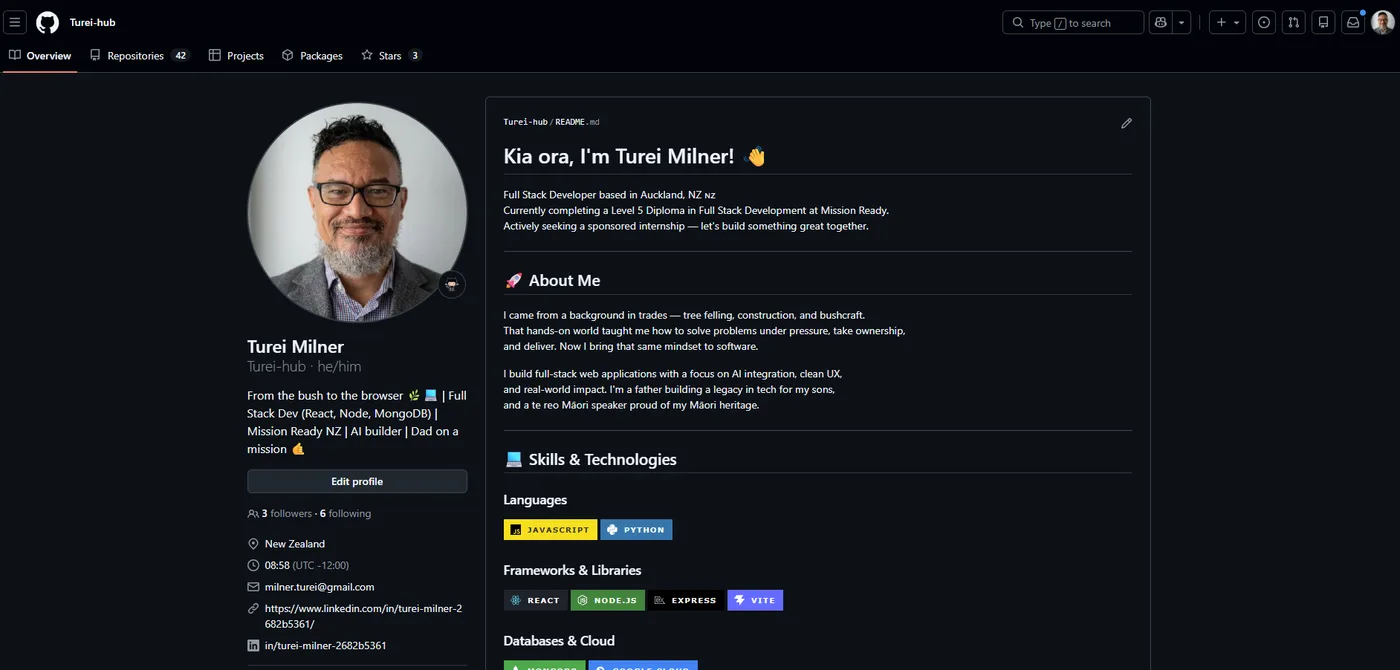 Turei-hub
Type / to search
Overview
Repositories 42
Projects
Packages
Stars 3
Turei Milner
Turei-hub · he/him
From the bush to the browser 🌿 💻 | Full
Stack Dev (React, Node, MongoDB) |
Mission Ready NZ | AI builder | Dad on a
mission 🤙
Edit profile
3 followers · 6 following
New Zealand
08:58 (UTC -12:00)
milner.turei@gmail.com
https://www.linkedin.com/in/turei-milner-2
682b5361/
in/turei-milner-2682b5361
Turei-hub/README.md
Kia ora, I'm Turei Milner! 👋
Full Stack Developer based in Auckland, NZ NZ
Currently completing a Level 5 Diploma in Full Stack Development at Mission Ready.
Actively seeking a sponsored internship — let's build something great together.
🚀 About Me
I came from a background in trades — tree felling, construction, and bushcraft.
That hands-on world taught me how to solve problems under pressure, take ownership,
and deliver. Now I bring that same mindset to software.
I build full-stack web applications with a focus on AI integration, clean UX,
and real-world impact. I'm a father building a legacy in tech for my sons,
and a te reo Māori speaker proud of my Māori heritage.
💻 Skills & Technologies
Languages
JS JAVASCRIPT
PYTHON
Frameworks & Libraries
REACT
NODE.JS
EX EXPRESS
VITE
Databases & Cloud
MONGODB
GOOGLE CLOUD